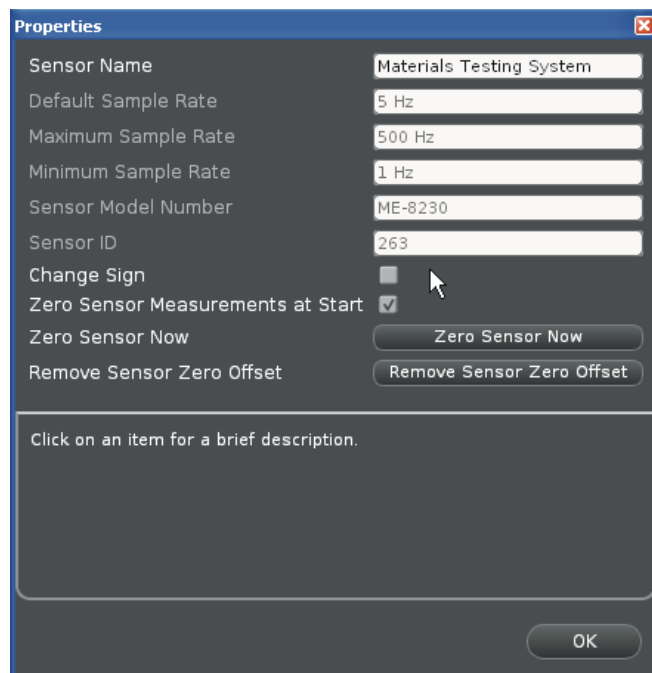 Properties
Sensor Name Materials Testing System
Default Sample Rate 5 Hz
Maximum Sample Rate 500 Hz
Minimum Sample Rate 1 Hz
Sensor Model Number ME-8230
Sensor ID 263
Change Sign
Zero Sensor Measurements at Start
Zero Sensor Now Zero Sensor Now
Remove Sensor Zero Offset Remove Sensor Zero Offset
Click on an item for a brief description.
OK